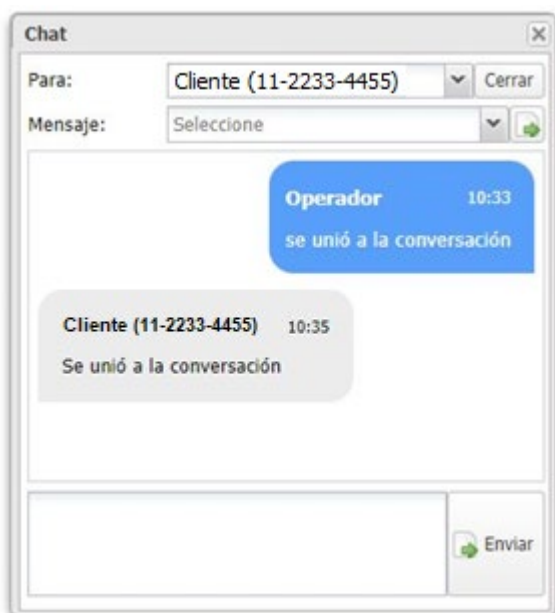 Chat
Para: Cliente (11-2233-4455) Cerrar
Mensaje: Seleccione
Operador 10:33
se unió a la conversación
Cliente (11-2233-4455) 10:35
Se unió a la conversación
Enviar